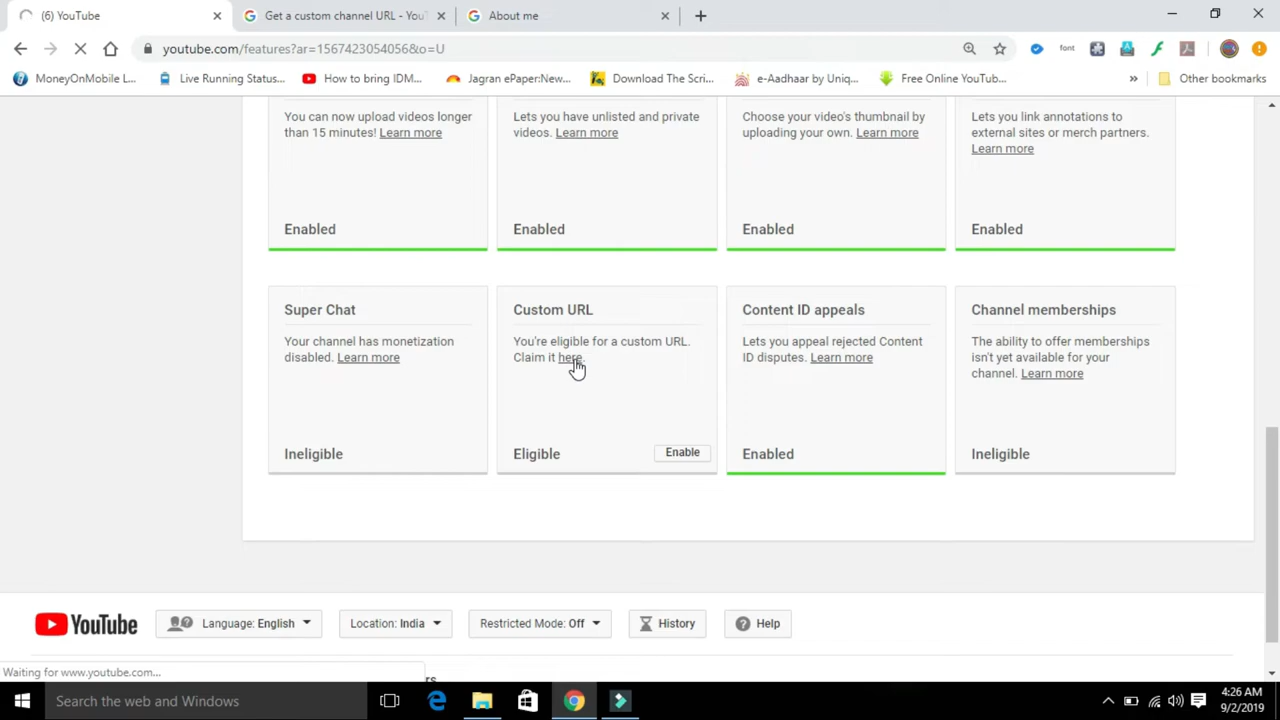 (6) YouTube
Get a custom channel URL - You
About me
youtube.com/features?ar=1567423054056&o=U
font
MoneyOnMobile L...
Live Running Status...
How to bring IDM...
Jagran ePaper:New...
Download The Scri...
e-Aadhaar by Uniq...
Free Online YouTub...
»
Other bookmarks
You can now upload videos longer
than 15 minutes! Learn more
Enabled
Lets you have unlisted and private
videos. Learn more
Enabled
Choose your video's thumbnail by
uploading your own. Learn more
Enabled
Lets you link annotations to
external sites or merch partners.
Learn more
Enabled
Super Chat
Your channel has monetization
disabled. Learn more
Ineligible
Custom URL
You're eligible for a custom URL.
Claim it here.
Eligible
Enable
Content ID appeals
Lets you appeal rejected Content
ID disputes. Learn more
Enabled
Channel memberships
The ability to offer memberships
isn't yet available for your
channel. Learn more
Ineligible
YouTube
Language: English
Location: India
Restricted Mode: Off
History
Help
Waiting for www.youtube.com...
Search the web and Windows
4:26 AM
9/2/2019